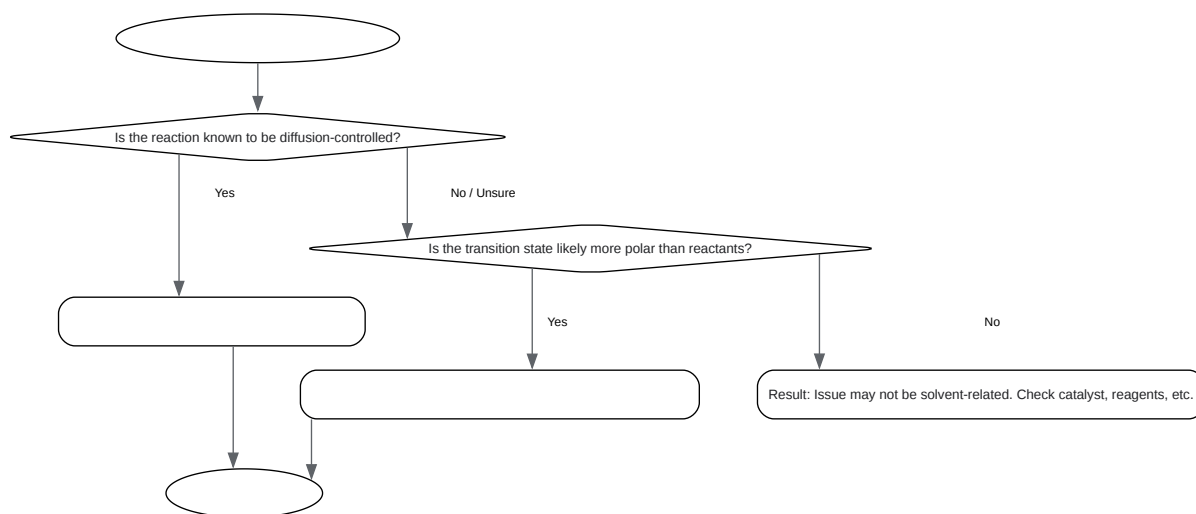 Is the reaction known to be diffusion-controlled?
Yes
No / Unsure
Is the transition state likely more polar than reactants?
Yes
No
Result: Issue may not be solvent-related. Check catalyst, reagents, etc.